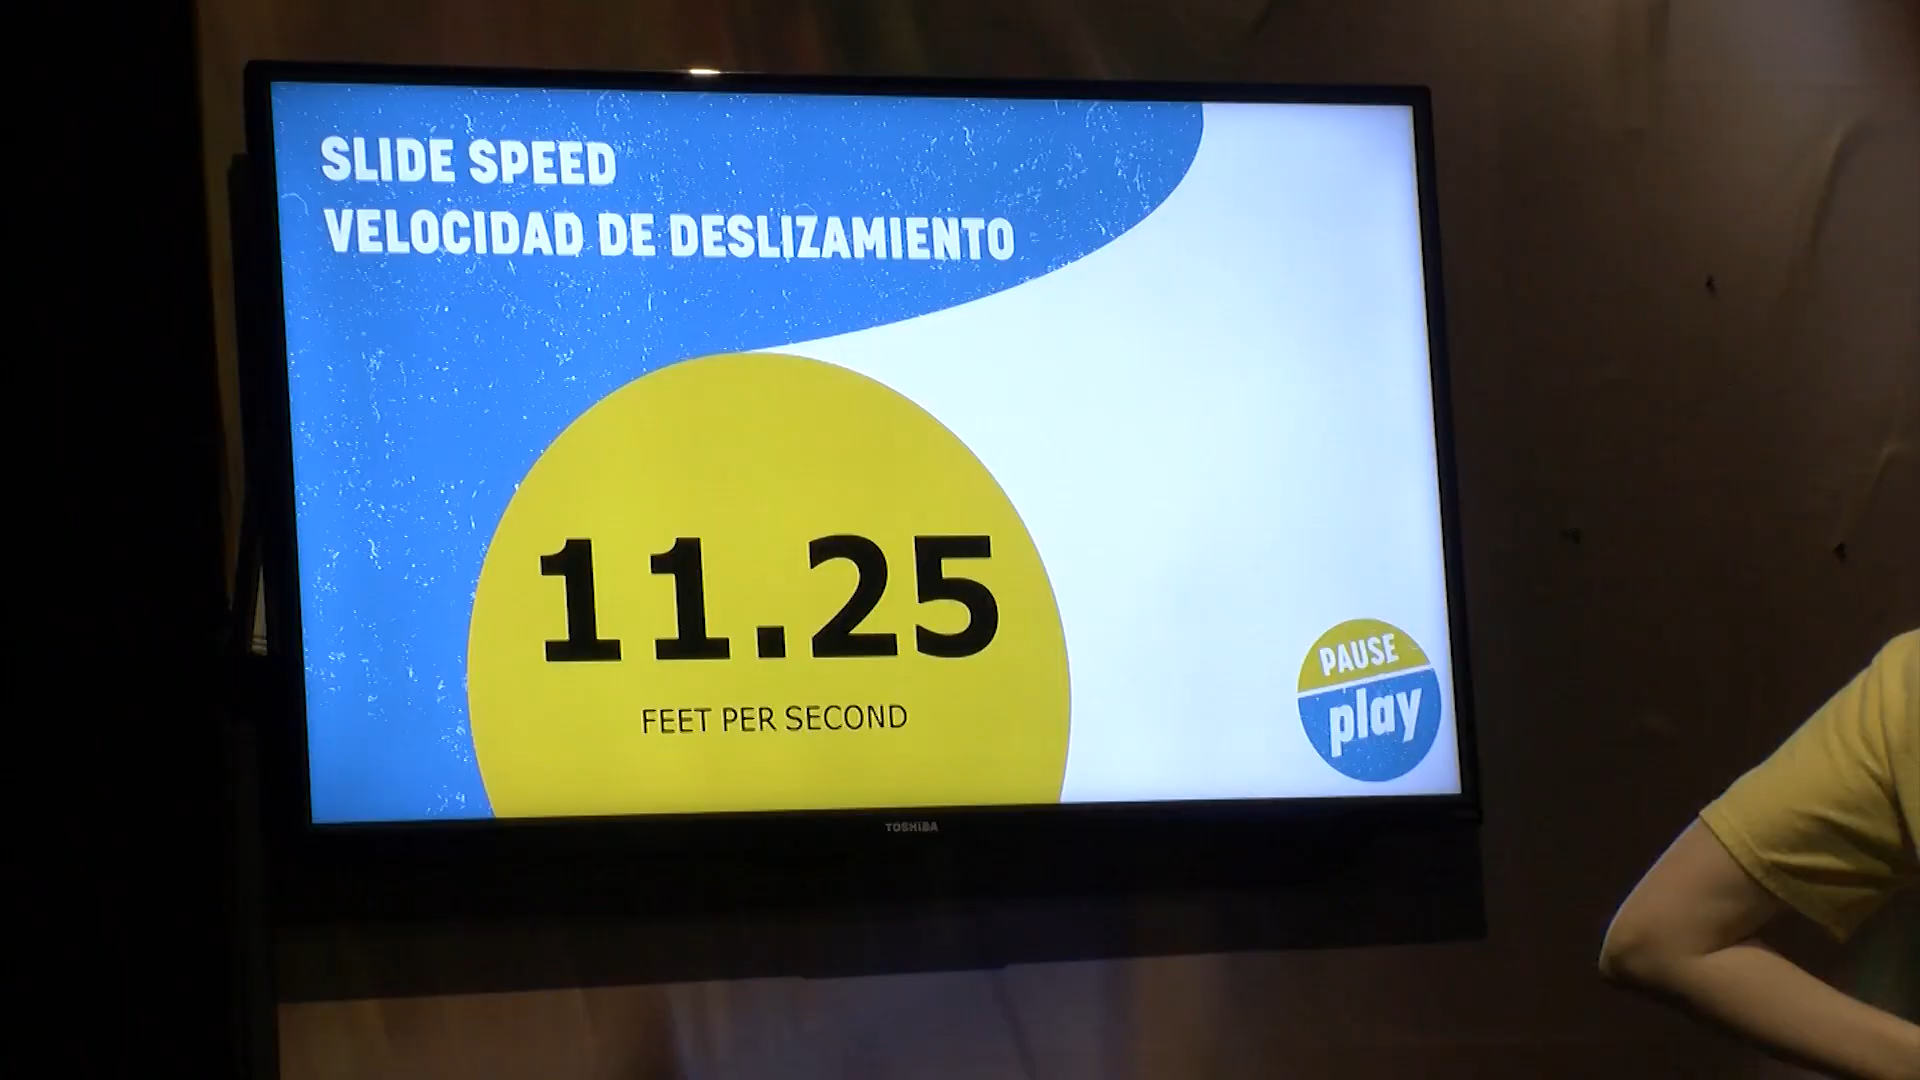 SLIDE SPEED
VELOCIDAD DE DESLIZAMIENTO
11.25
FEET PER SECOND
PAUSE
play
TOSHIBA